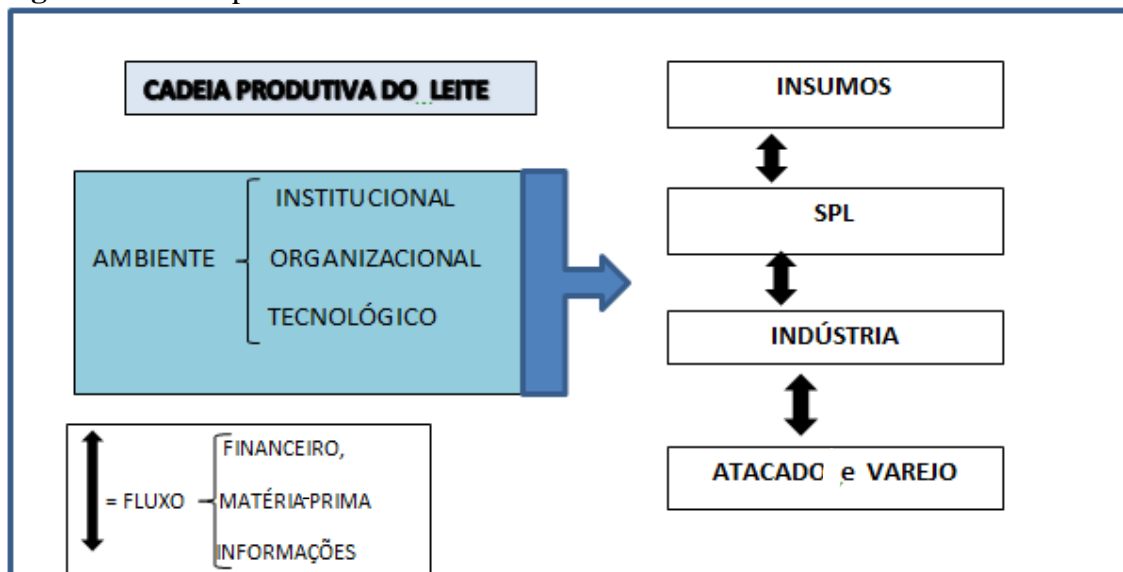 CADEIA PRODUTIVA DO LEITE
AMBIENTE
INSTITUCIONAL
ORGANIZACIONAL
TECNOLÓGICO
= FLUXO
FINANCEIRO,
MATÉRIA-PRIMA
INFORMAÇÕES
INSUMOS
SPL
INDÚSTRIA
ATACADO e VAREJO